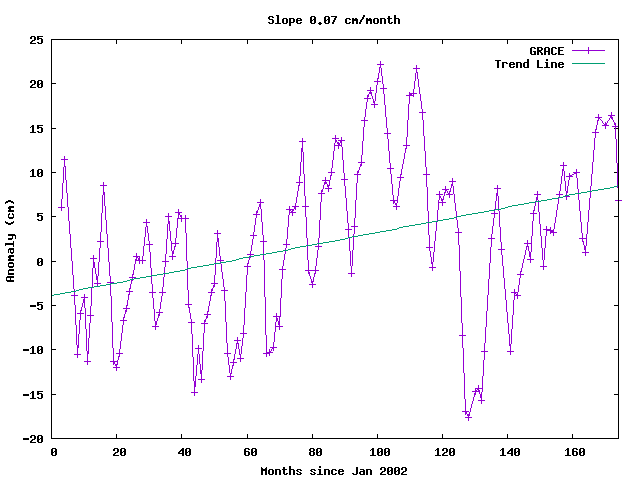 Slope 0.07 cm/month
25
20
15
10
5
0
-5
-10
-15
-20
Anomaly (cm)
GRACE
Trend Line
0 20 40 60 80 100 120 140 160
Months since Jan 2002